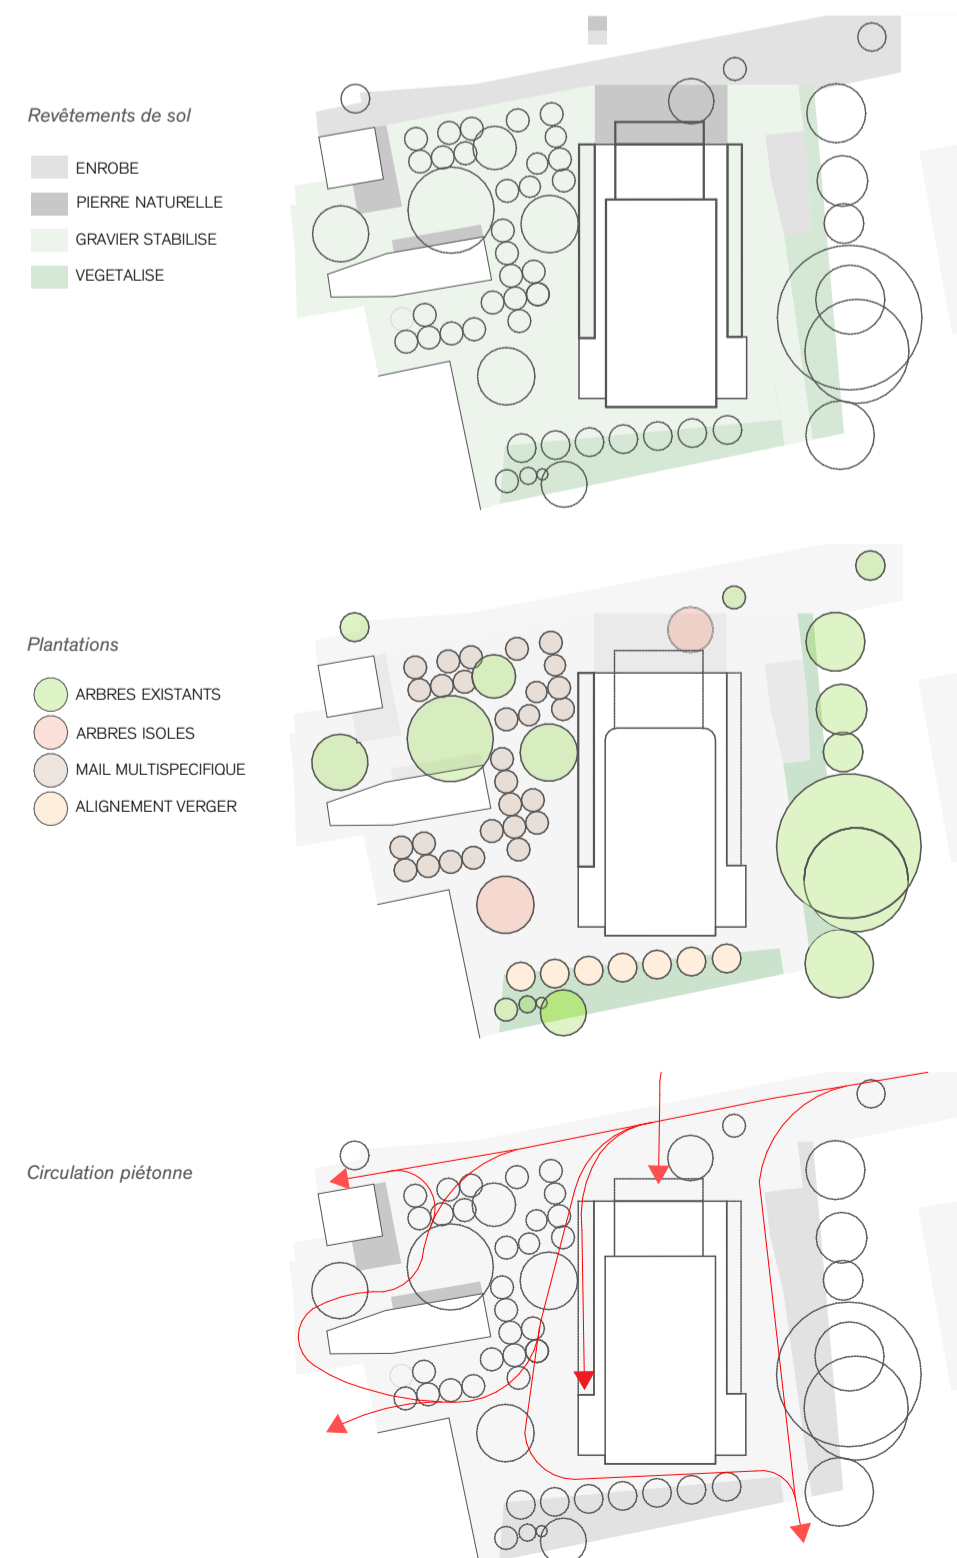 Revêtements de sol
ENROBE
PIERRE NATURELLE
GRAVIER STABILISE
VEGETALISE
Plantations
ARBRES EXISTANTS
ARBRES ISOLES
MAIL MULTISPECIFIQUE
ALIGNEMENT VERGER
Circulation piétonne